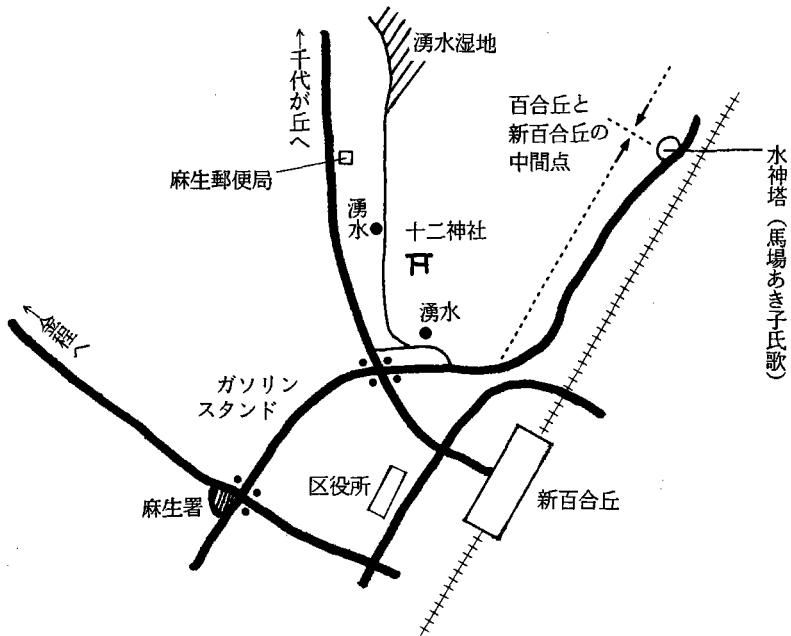 湧水湿地
↑千代が丘へ
百合丘と
新百合丘の
中間点
水神塔（馬場あき子氏歌）
麻生郵便局
湧水
十二神社
湧水
↑金程へ
ガソリン
スタンド
区役所
麻生署
新百合丘